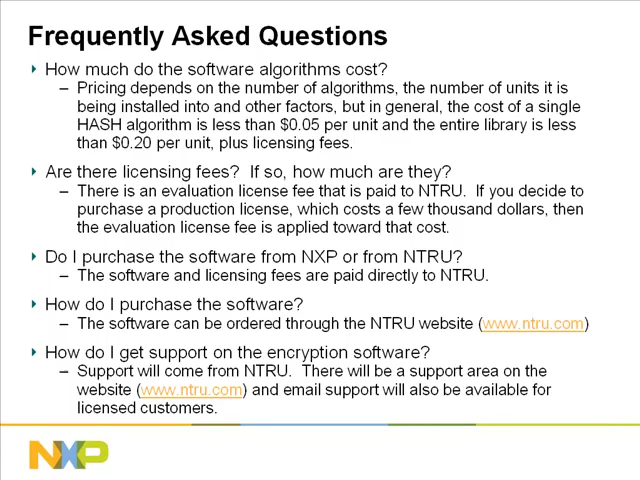 Frequently Asked Questions
How much do the software algorithms cost?
– Pricing depends on the number of algorithms, the number of units it is
being installed into and other factors, but in general, the cost of a single
HASH algorithm is less than $0.05 per unit and the entire library is less
than $0.20 per unit, plus licensing fees.
Are there licensing fees?  If so, how much are they?
– There is an evaluation license fee that is paid to NTRU.  If you decide to
purchase a production license, which costs a few thousand dollars, then
the evaluation license fee is applied toward that cost.
Do I purchase the software from NXP or from NTRU?
– The software and licensing fees are paid directly to NTRU.
How do I purchase the software?
– The software can be ordered through the NTRU website (www.ntru.com)
How do I get support on the encryption software?
– Support will come from NTRU.  There will be a support area on the
website (www.ntru.com) and email support will also be available for
licensed customers.
NXP